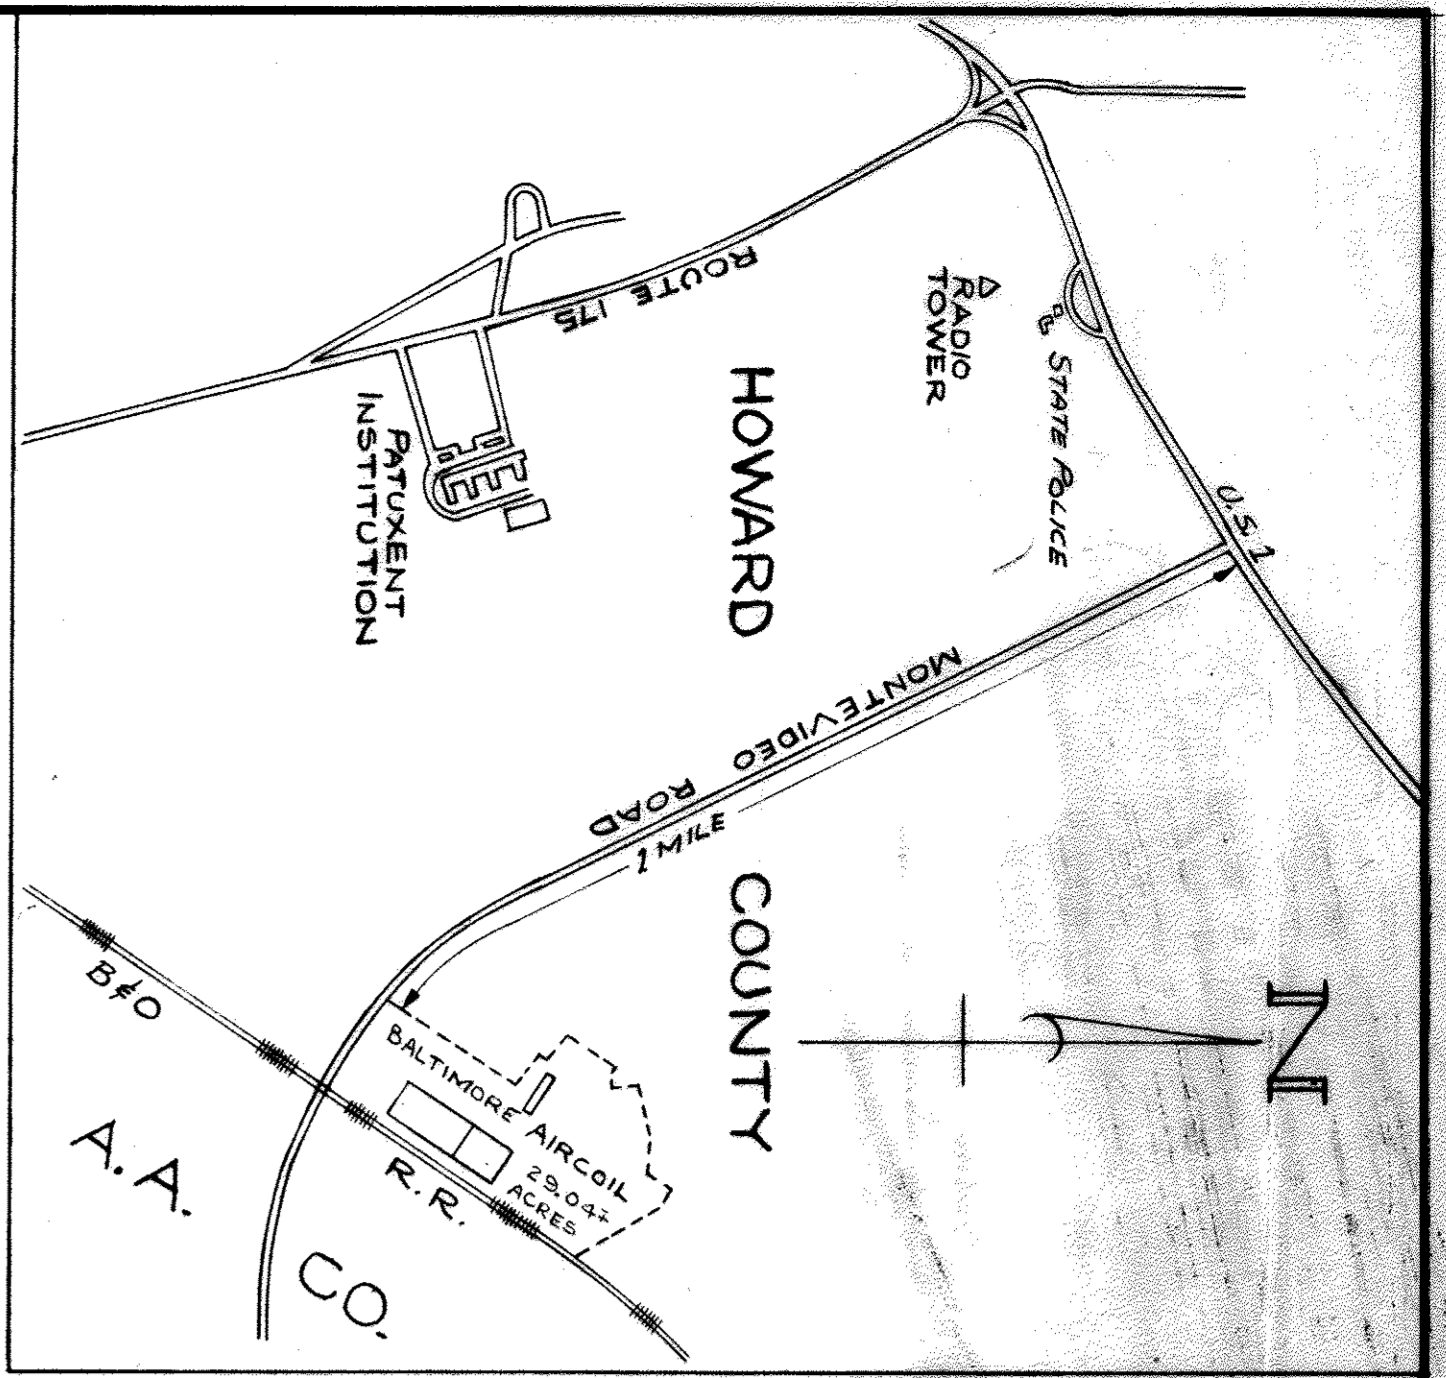 N
U.S. 1
STATE POLICE
RADIO
TOWER
HOWARD COUNTY
ROUTE 175
MONTEVIDEO ROAD
1 MILE
PATUXENT
INSTITUTION
BALTIMORE AIRCOIL
29.047
ACRES
B&O R.R.
A. A. CO.